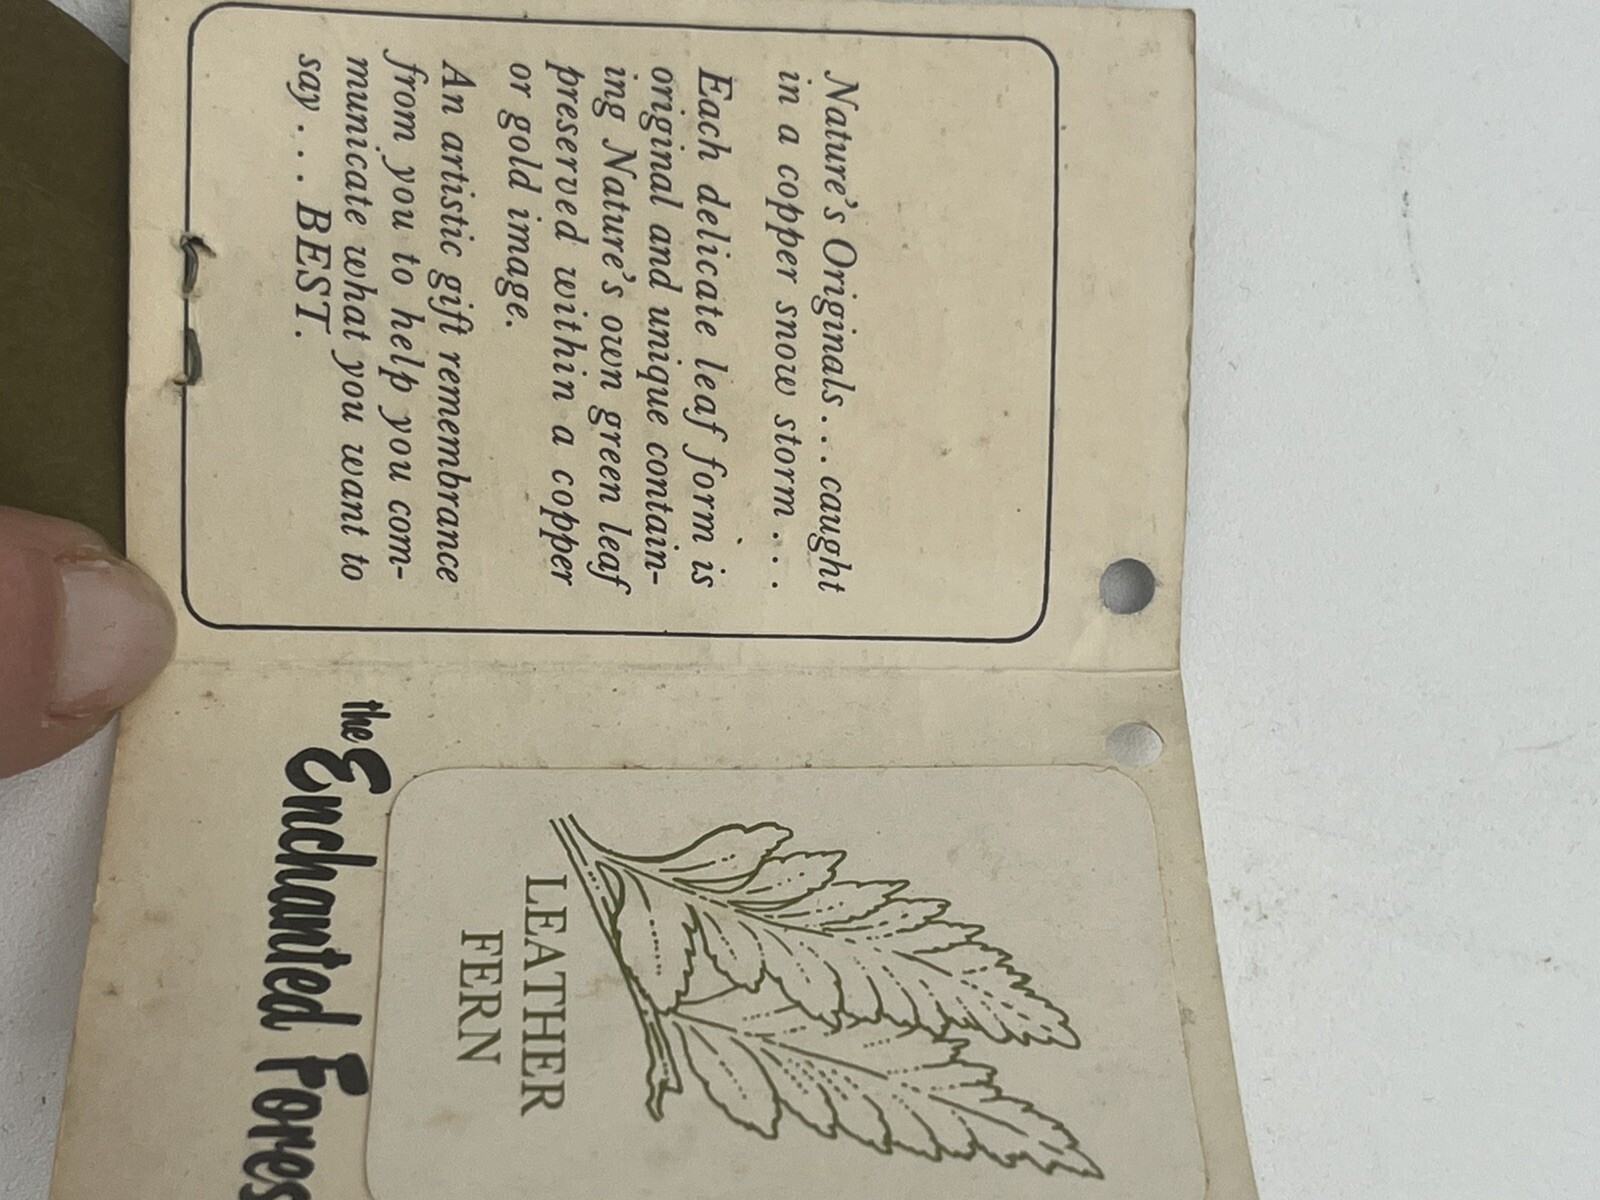 Nature's Originals...caught
in a copper snow storm...
Each delicate leaf form is
original and unique contain-
ing Nature's own green leaf
preserved within a copper
or gold image.
An artistic gift remembrance
from you to help you com-
municate what you want to
say...BEST.
LEATHER
FERN
the Enchanted Fores